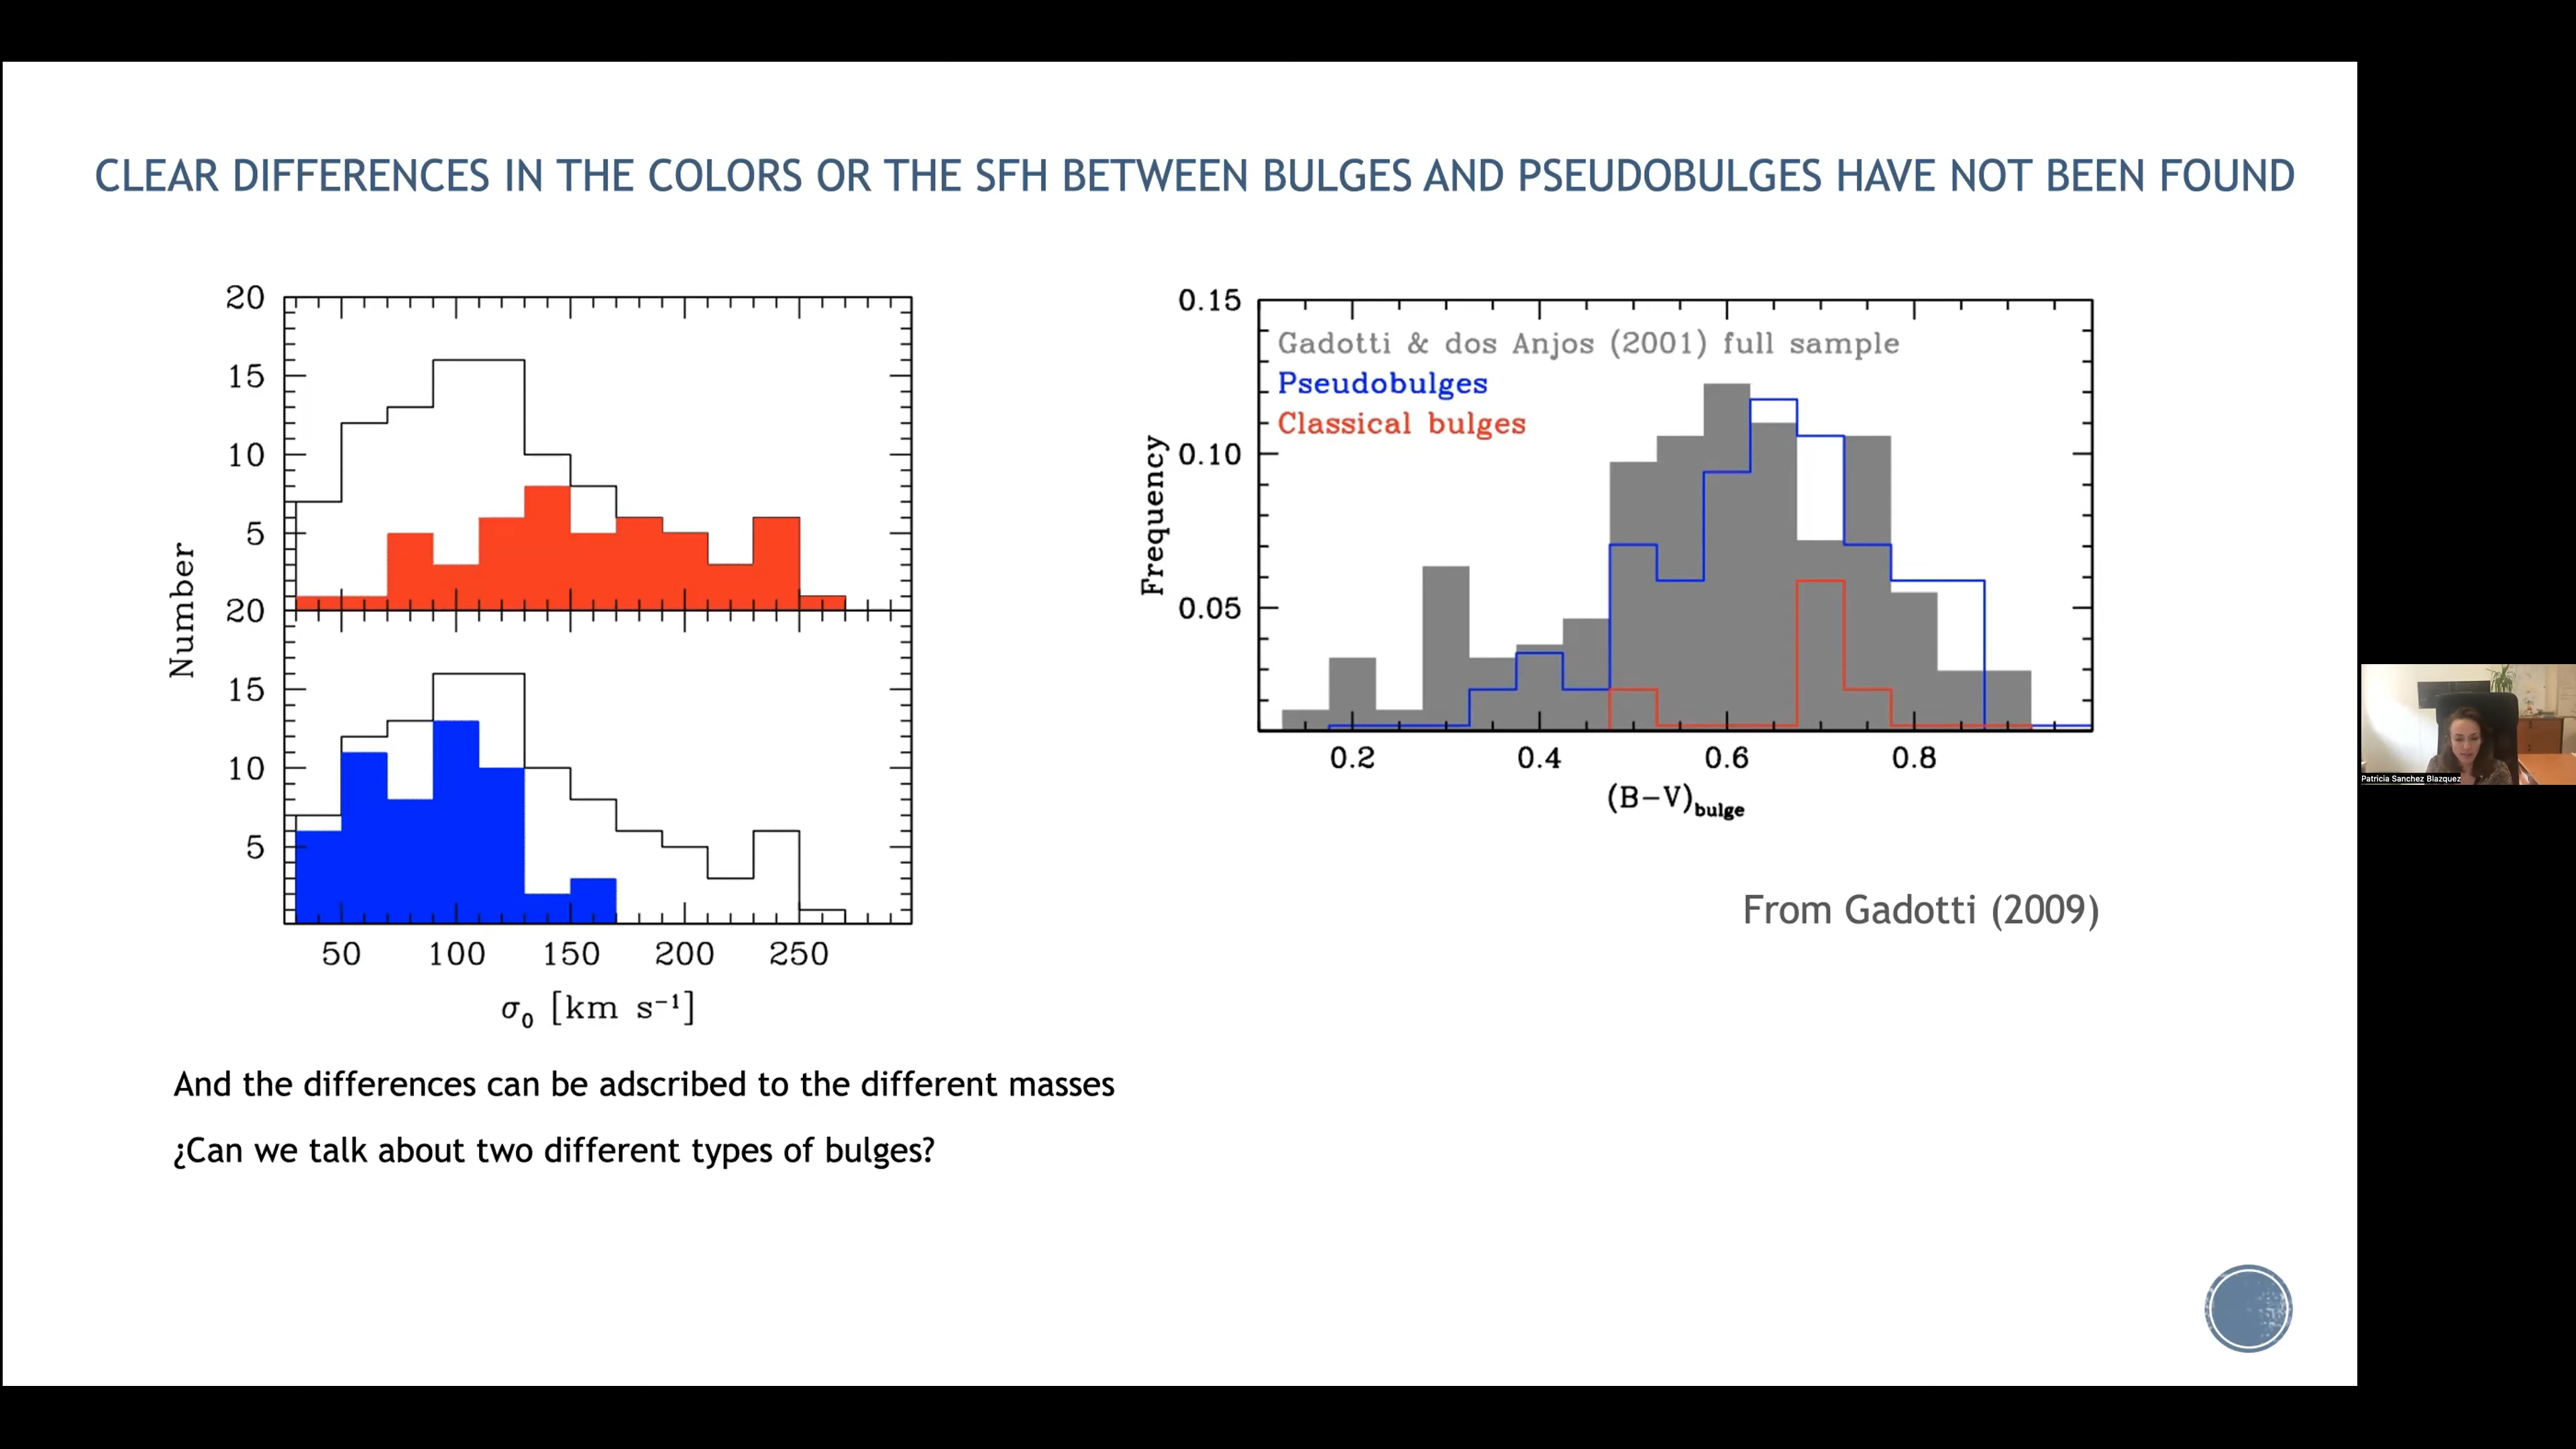 CLEAR DIFFERENCES IN THE COLORS OR THE SFH BETWEEN BULGES AND PSEUDOBULGES HAVE NOT BEEN FOUND
20
15
10
5
20
15
10
5
Number
50 100 150 200 250
σ0 [km s⁻¹]
0.15
0.10
0.05
Frequency
Gadotti & dos Anjos (2001) full sample
Pseudobulges
Classical bulges
0.2 0.4 0.6 0.8
(B−V)bulge
From Gadotti (2009)
And the differences can be adscribed to the different masses
¿Can we talk about two different types of bulges?
Patricia Sanchez Blazquez